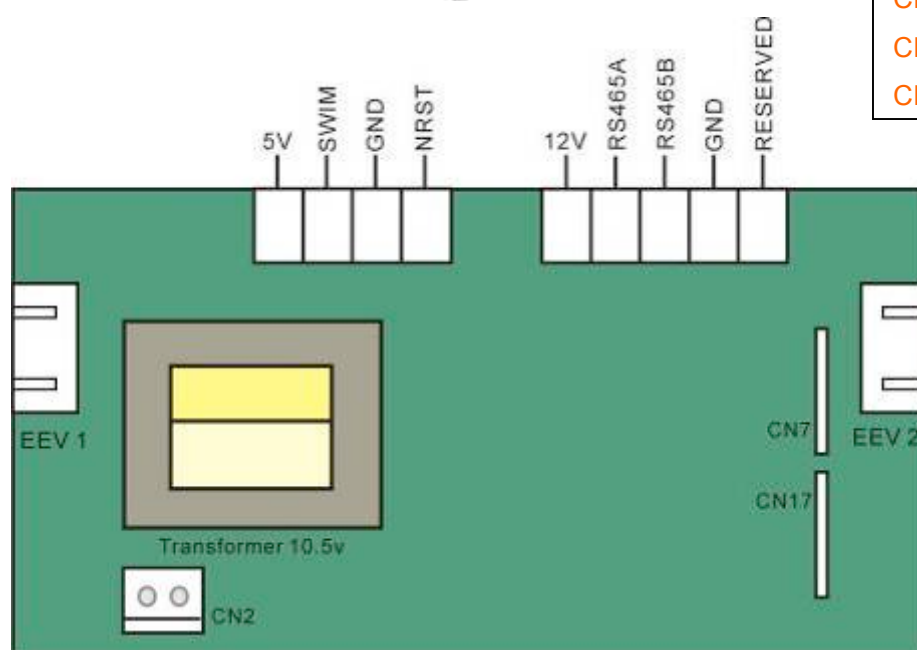 5V
SWIM
GND
NRST
12V
RS465A
RS465B
GND
RESERVED
EEV 1
CN7
EEV 2
CN17
Transformer 10.5v
CN2